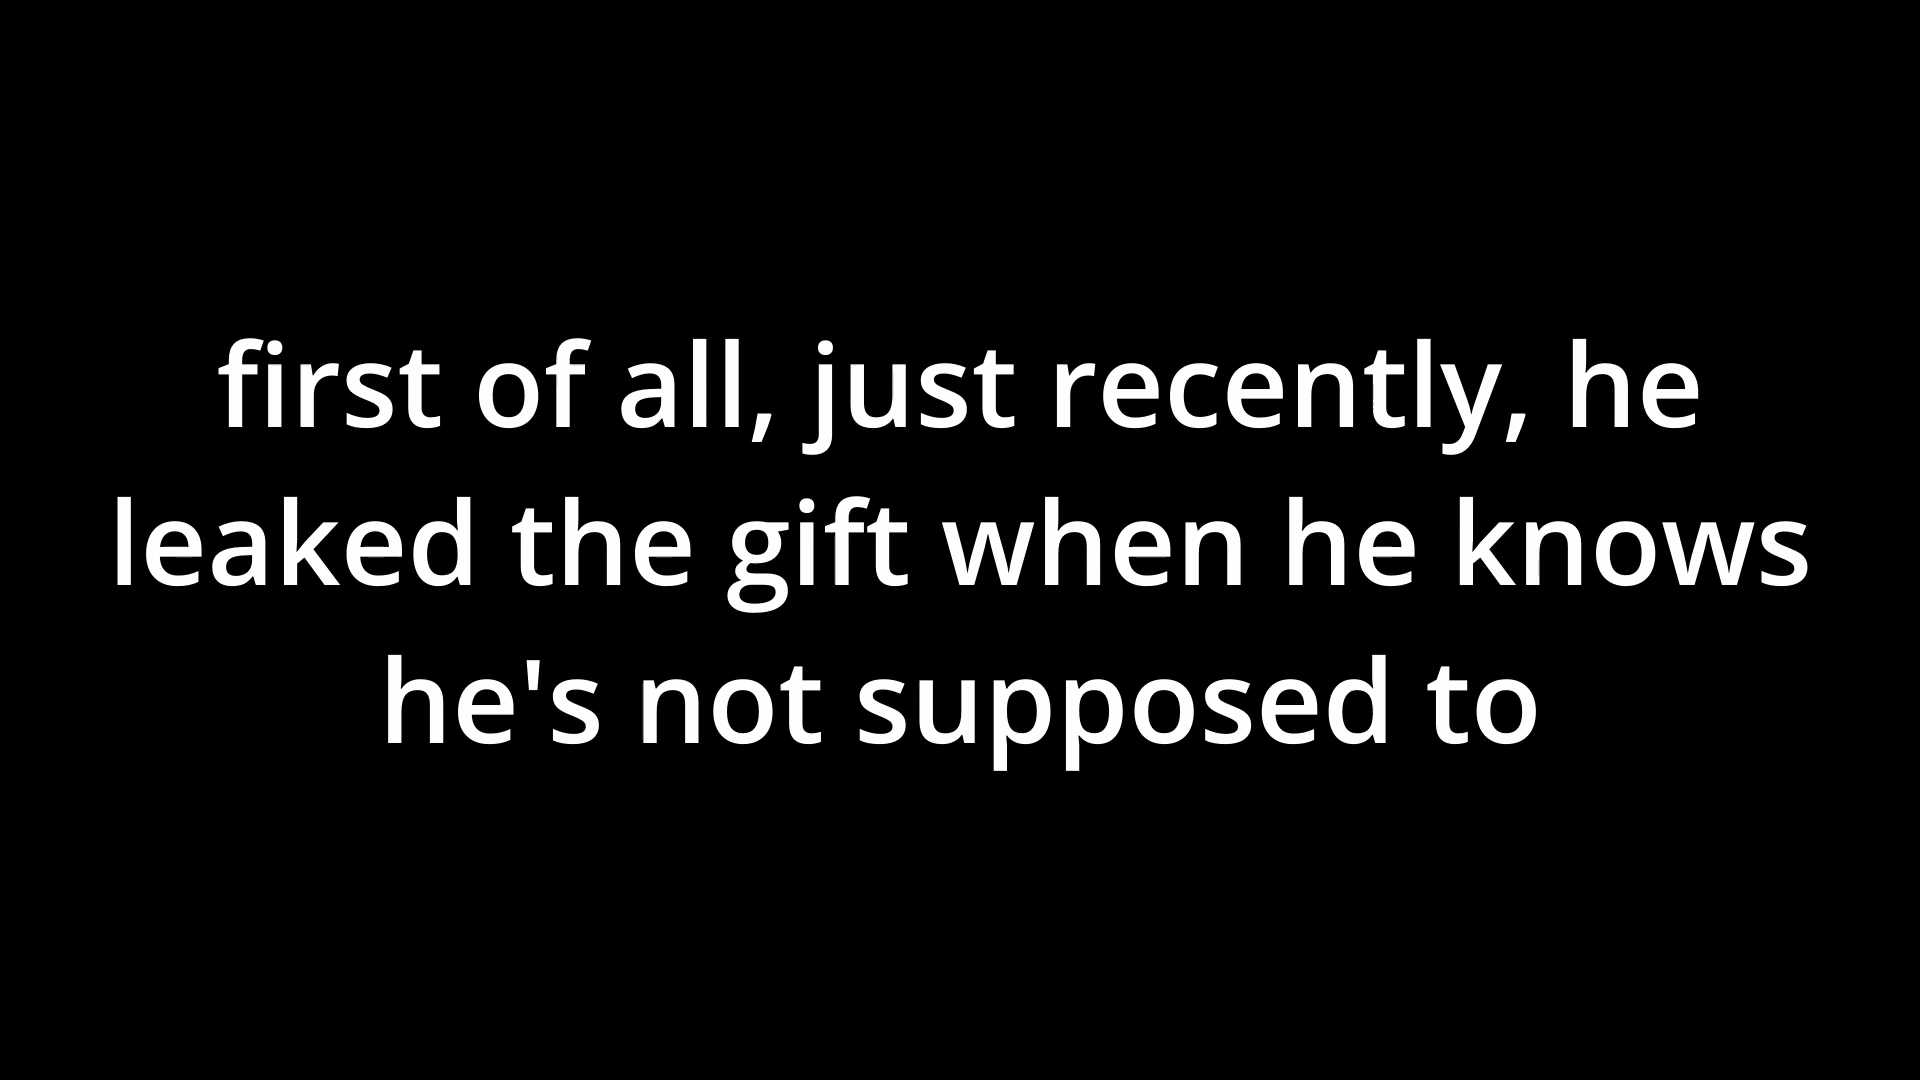 first of all, just recently, he
leaked the gift when he knows
he's not supposed to